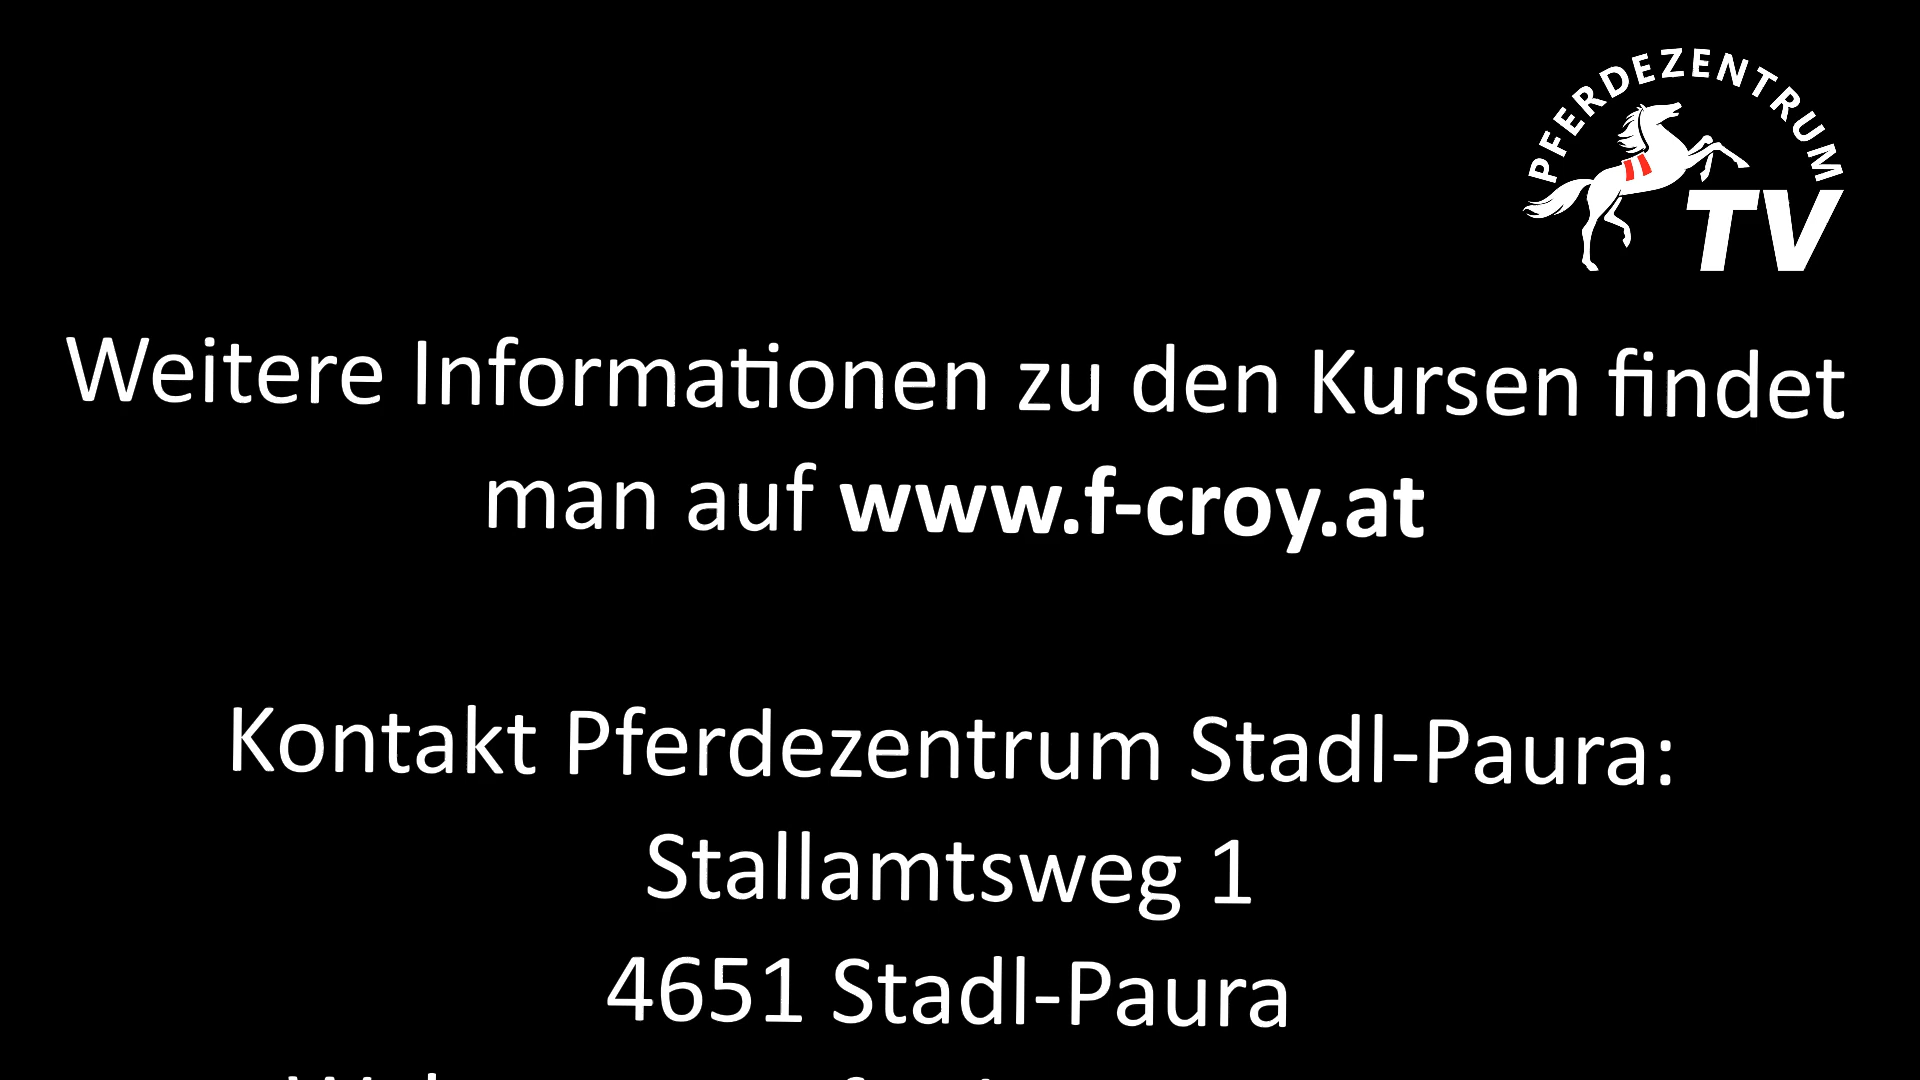 PFERDEZENTRUM
TV
Weitere Informationen zu den Kursen findet
man auf www.f-croy.at
Kontakt Pferdezentrum Stadl-Paura:
Stallamtsweg 1
4651 Stadl-Paura